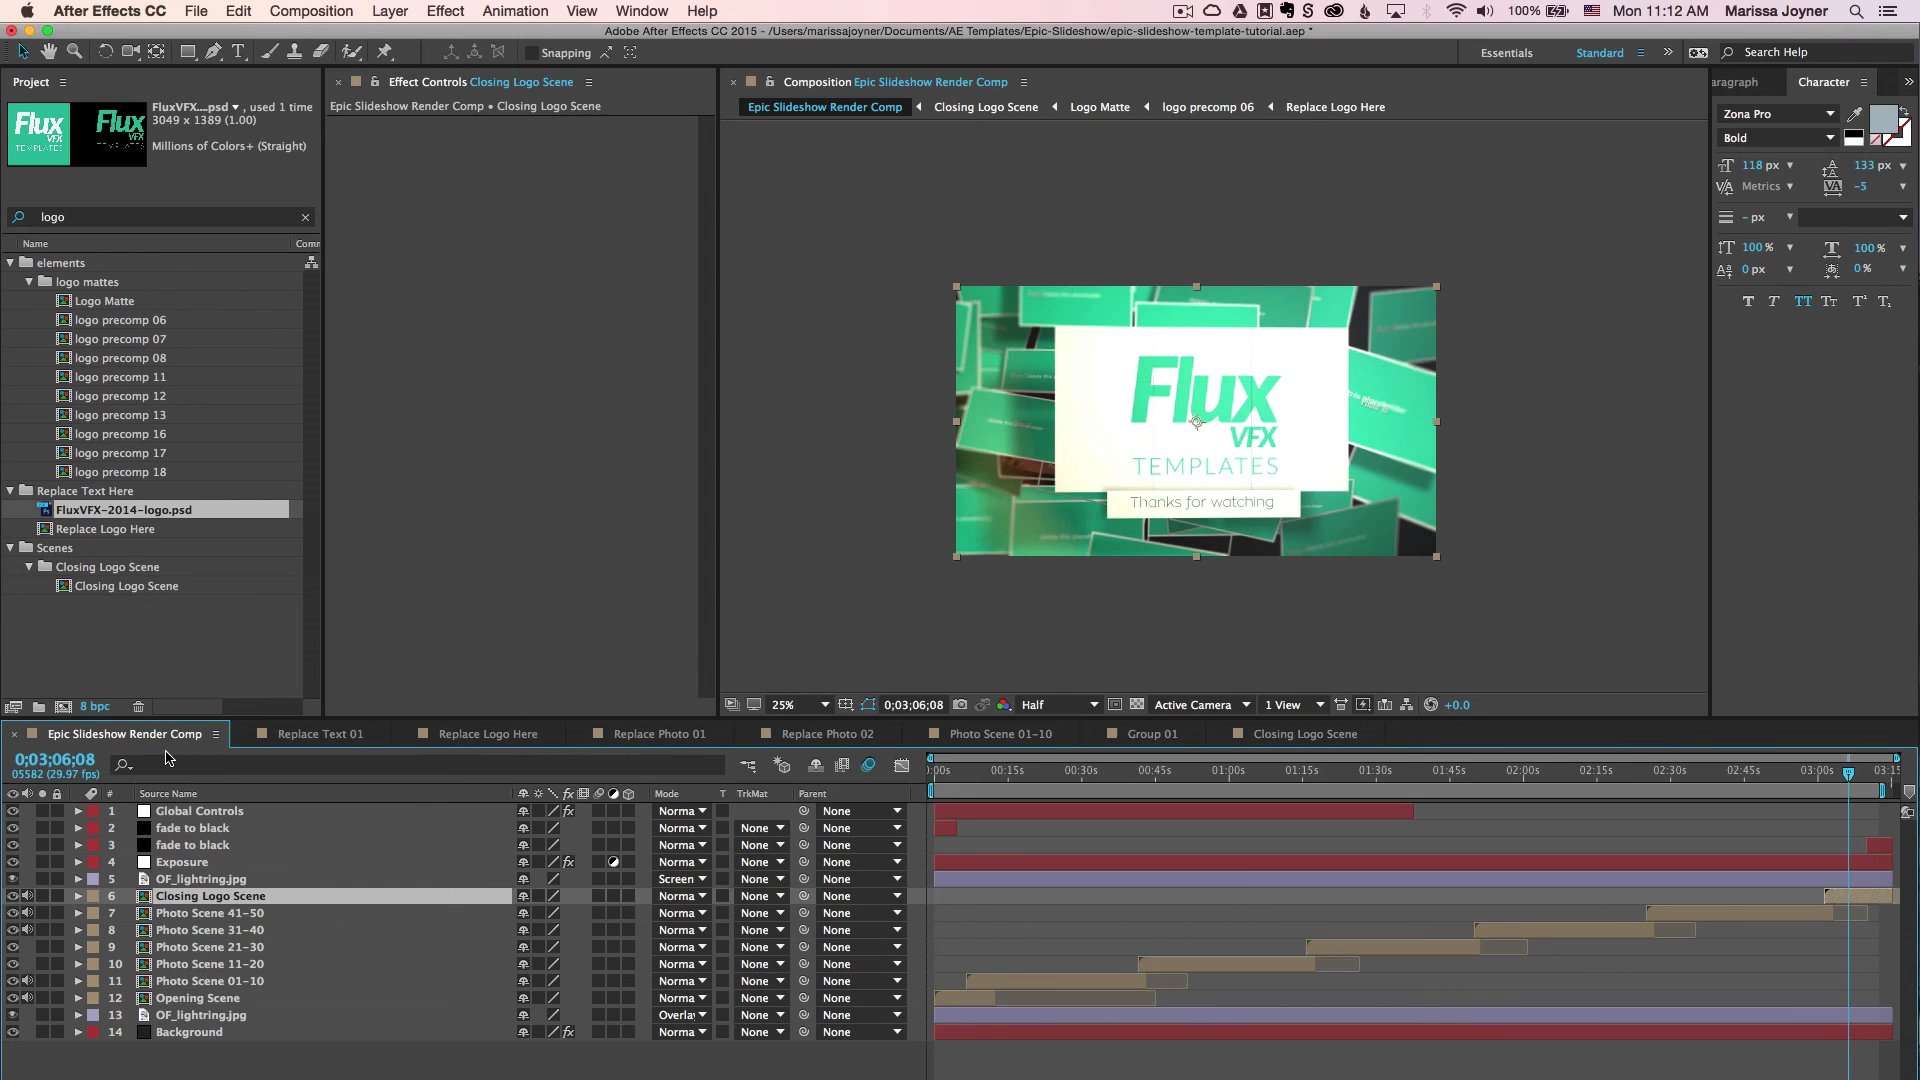 After Effects CC File Edit Composition Layer Effect Animation View Window Help 100% Mon 11:12 AM Marissa Joyner
Adobe After Effects CC 2015 - /Users/marissajoyner/Documents/AE Templates/Epic-Slideshow/epic-slideshow-template-tutorial.aep *
Snapping Essentials Standard Search Help
Project Effect Controls Closing Logo Scene Composition Epic Slideshow Render Comp aragraph Character
FluxVFX....psd, used 1 time
3049 x 1389 (1.00)
Millions of Colors+ (Straight)
Flux VFX TEMPLATES
Epic Slideshow Render Comp • Closing Logo Scene
Epic Slideshow Render Comp Closing Logo Scene Logo Matte logo precomp 06 Replace Logo Here
Zona Pro
Bold
118 px 133 px
Metrics -5
- px
100% 100%
0 px 0%
T T TT Tt T¹ T₁
logo
Name Comm
elements
logo mattes
Logo Matte
logo precomp 06
logo precomp 07
logo precomp 08
logo precomp 11
logo precomp 12
logo precomp 13
logo precomp 16
logo precomp 17
logo precomp 18
Replace Text Here
FluxVFX-2014-logo.psd
Replace Logo Here
Scenes
Closing Logo Scene
Closing Logo Scene
Flux
VFX
TEMPLATES
Thanks for watching
8 bpc
25% 0;03;06;08 Half Active Camera 1 View +0.0
Epic Slideshow Render Comp Replace Text 01 Replace Logo Here Replace Photo 01 Replace Photo 02 Photo Scene 01-10 Group 01 Closing Logo Scene
0;03;06;08
05582 (29.97 fps)
0:00s 00:15s 00:30s 00:45s 01:00s 01:15s 01:30s 01:45s 02:00s 02:15s 02:30s 02:45s 03:00s 03:15
# Source Name fx Mode T TrkMat Parent
1 Global Controls fx Norma None
2 fade to black Norma None None
3 fade to black Norma None None
4 Exposure fx Norma None None
5 OF_lightring.jpg Screen None None
6 Closing Logo Scene Norma None None
7 Photo Scene 41-50 Norma None None
8 Photo Scene 31-40 Norma None None
9 Photo Scene 21-30 Norma None None
10 Photo Scene 11-20 Norma None None
11 Photo Scene 01-10 Norma None None
12 Opening Scene Norma None None
13 OF_lightring.jpg Overla None None
14 Background fx Norma None None